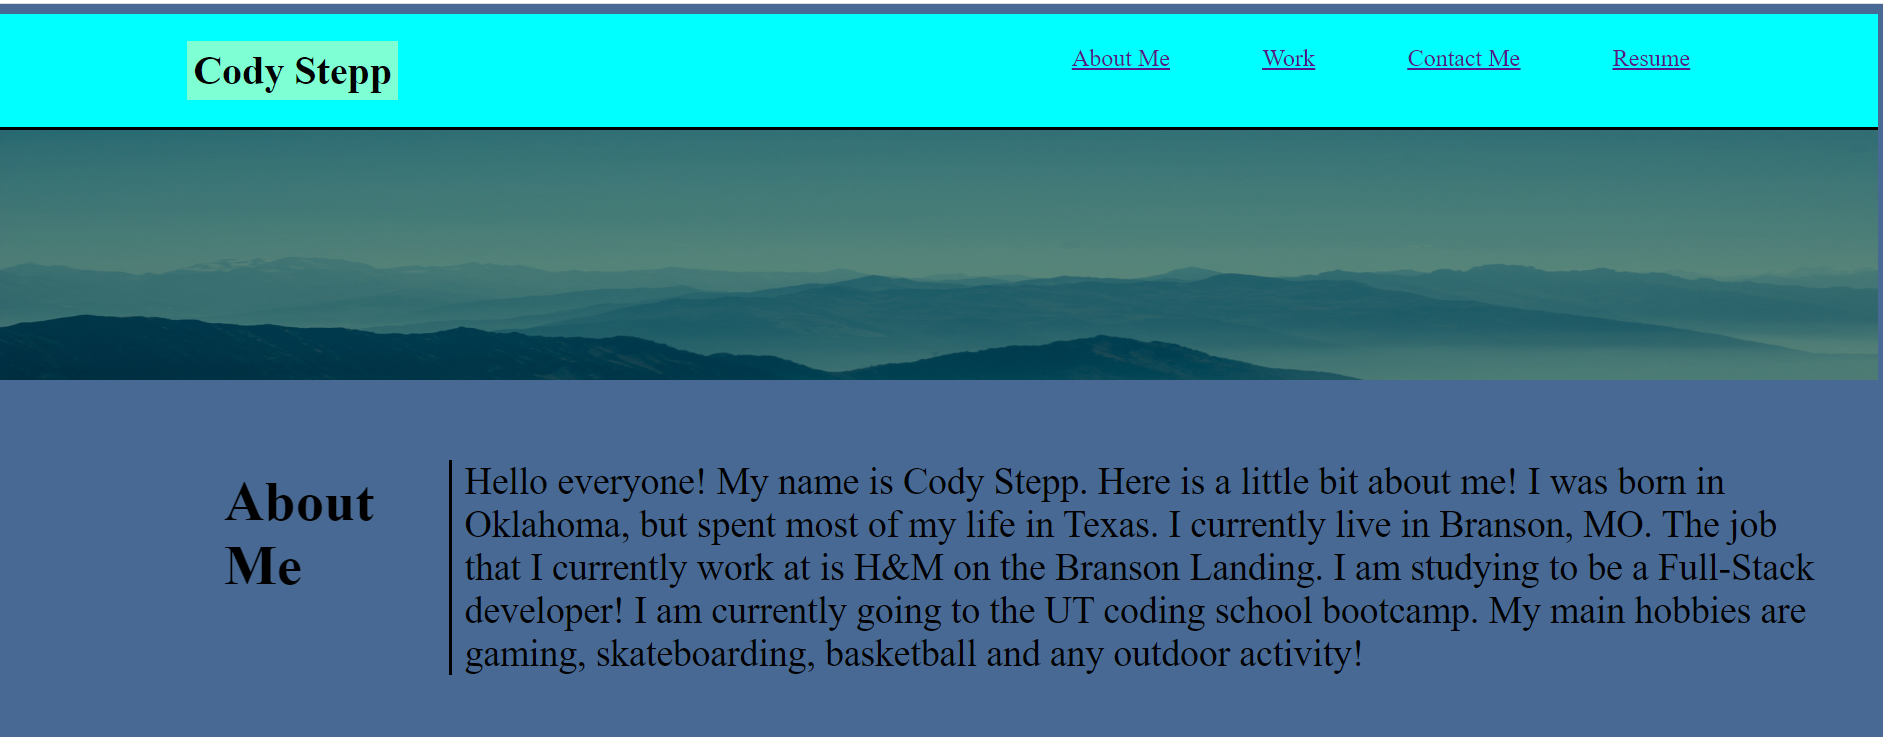 Cody Stepp
About Me Work Contact Me Resume
About
Me
Hello everyone! My name is Cody Stepp. Here is a little bit about me! I was born in
Oklahoma, but spent most of my life in Texas. I currently live in Branson, MO. The job
that I currently work at is H&M on the Branson Landing. I am studying to be a Full-Stack
developer! I am currently going to the UT coding school bootcamp. My main hobbies are
gaming, skateboarding, basketball and any outdoor activity!